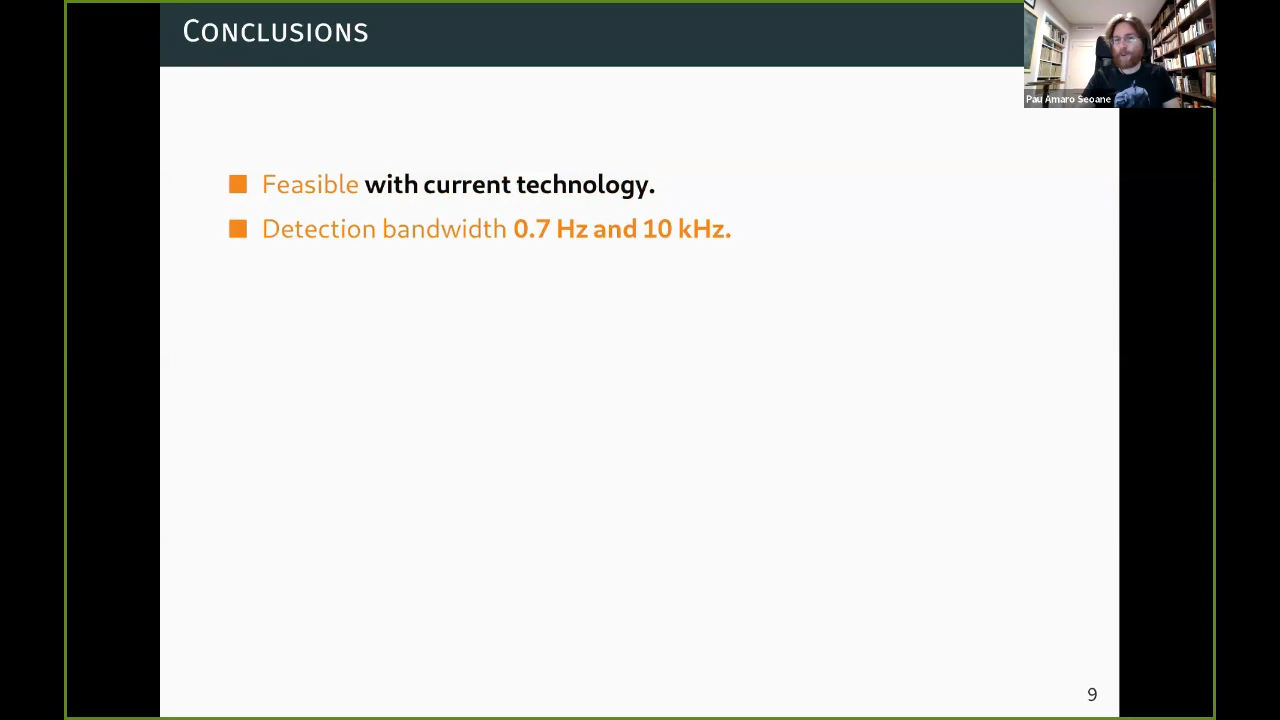 Conclusions
Pau Amaro Seoane
Feasible with current technology.
Detection bandwidth 0.7 Hz and 10 kHz.
9